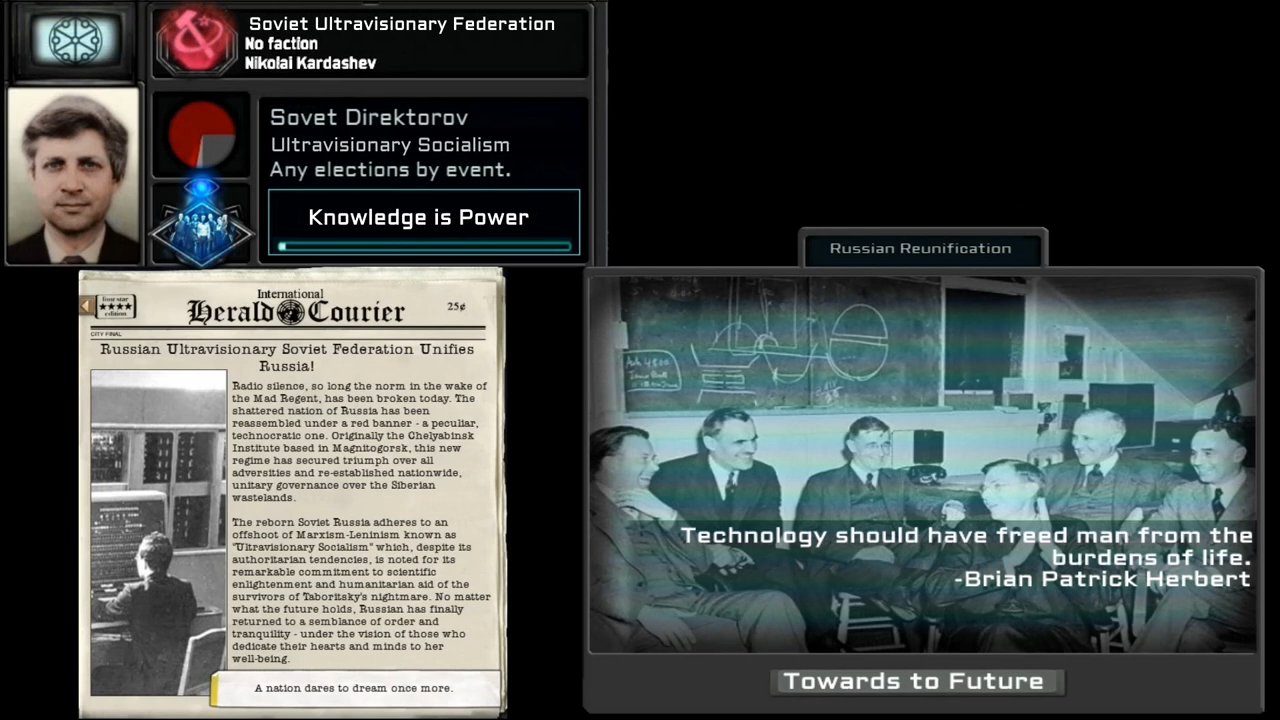 Soviet Ultravisionary Federation
No faction
Nikolai Kardashev
Sovet Direktorov
Ultravisionary Socialism
Any elections by event.
Knowledge is Power
four star
★★★★
edition
International
Herald Courier
25¢
CITY FINAL
Russian Ultravisionary Soviet Federation Unifies
Russia!
Radio silence, so long the norm in the wake of
the Mad Regent, has been broken today. The
shattered nation of Russia has been
reassembled under a red banner - a peculiar,
technocratic one. Originally the Chelyabinsk
Institute based in Magnitogorsk, this new
regime has secured triumph over all
adversities and re-established nationwide,
unitary governance over the Siberian
wastelands.
The reborn Soviet Russia adheres to an
offshoot of Marxism-Leninism known as
"Ultravisionary Socialism" which, despite its
authoritarian tendencies, is noted for its
remarkable commitment to scientific
enlightenment and humanitarian aid of the
survivors of Taboritsky's nightmare. No matter
what the future holds, Russian has finally
returned to a semblance of order and
tranquility - under the vision of those who
dedicate their hearts and minds to her
well-being.
A nation dares to dream once more.
Russian Reunification
Technology should have freed man from the
burdens of life.
-Brian Patrick Herbert
Towards to Future